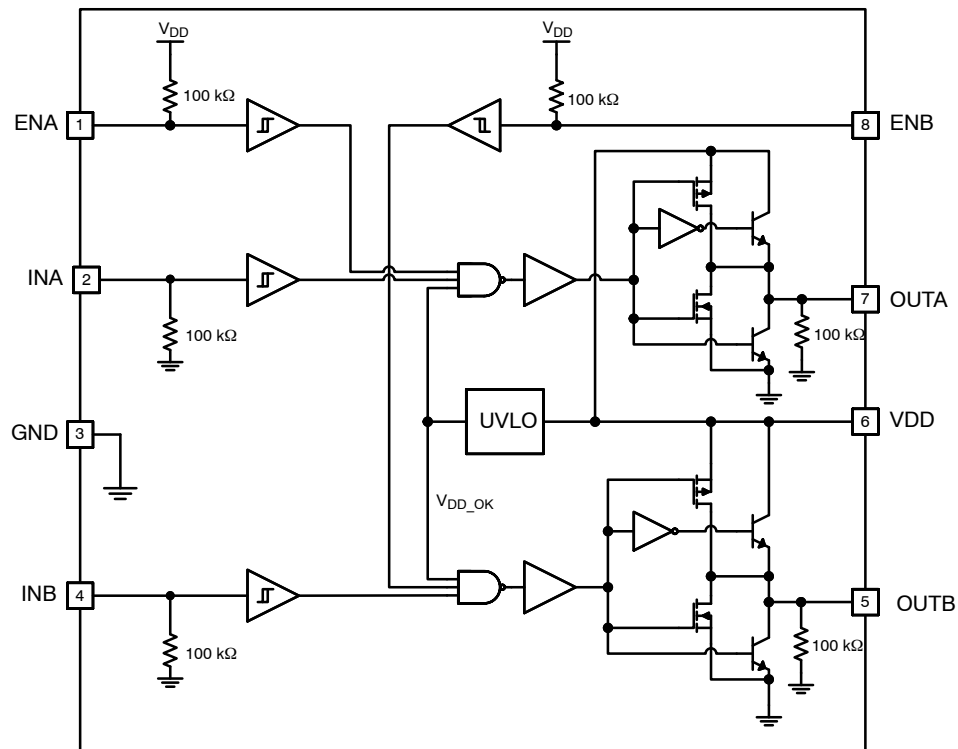 VDD VDD
100 kΩ 100 kΩ
ENA 1 8 ENB
INA 2
7 OUTA
100 kΩ 100 kΩ
GND 3 UVLO 6 VDD
VDD_OK
INB 4 5 OUTB
100 kΩ 100 kΩ